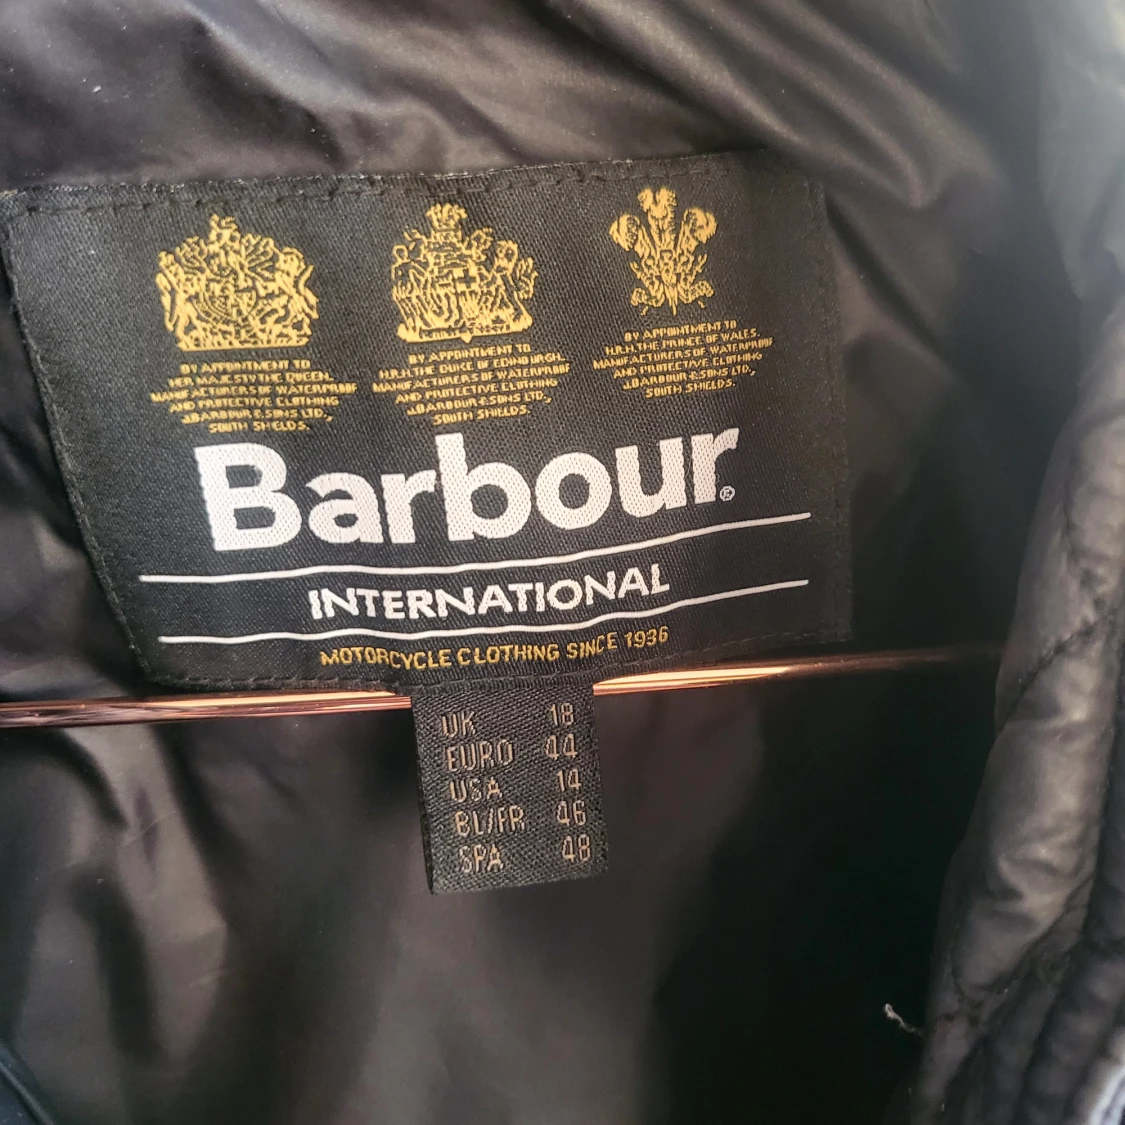 BY APPOINTMENT TO
HER MAJESTY THE QUEEN.
MANUFACTURERS OF WATERPROOF
AND PROTECTIVE CLOTHING
J.BARBOUR & SONS LTD.,
SOUTH SHIELDS.
BY APPOINTMENT TO
H.R.H. THE DUKE OF EDINBURGH.
MANUFACTURERS OF WATERPROOF
AND PROTECTIVE CLOTHING
J.BARBOUR & SONS LTD.,
SOUTH SHIELDS.
BY APPOINTMENT TO
H.R.H. THE PRINCE OF WALES.
MANUFACTURERS OF WATERPROOF
AND PROTECTIVE CLOTHING
J.BARBOUR & SONS LTD.,
SOUTH SHIELDS.
Barbour®
INTERNATIONAL
MOTORCYCLE CLOTHING SINCE 1936
UK 18
EURO 44
USA 14
BL/FR 46
SPA 48